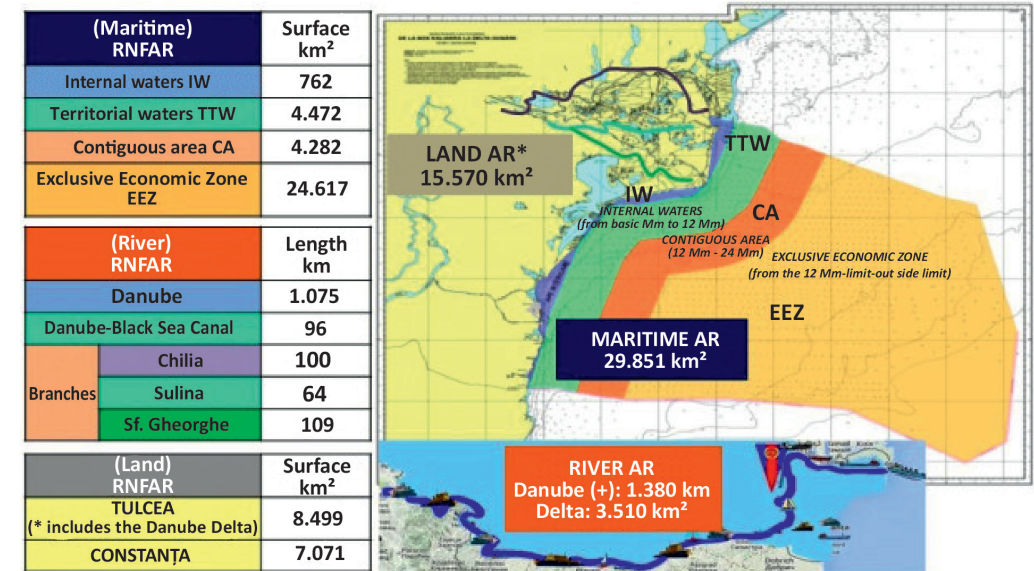 (Maritime)
RNFAR
Surface
km²
Internal waters IW
762
Territorial waters TTW
4.472
Contiguous area CA
4.282
Exclusive Economic Zone
EEZ
24.617
(River)
RNFAR
Length
km
Danube
1.075
Danube-Black Sea Canal
96
Branches
Chilia
100
Sulina
64
Sf. Gheorghe
109
(Land)
RNFAR
Surface
km²
TULCEA
(* includes the Danube Delta)
8.499
CONSTANȚA
7.071
LAND AR*
15.570 km²
TTW
IW
INTERNAL WATERS
(from basic Mm to 12 Mm)
CA
CONTIGUOUS AREA
(12 Mm - 24 Mm)
EXCLUSIVE ECONOMIC ZONE
(from the 12 Mm-limit-out side limit)
EEZ
MARITIME AR
29.851 km²
RIVER AR
Danube (+): 1.380 km
Delta: 3.510 km²